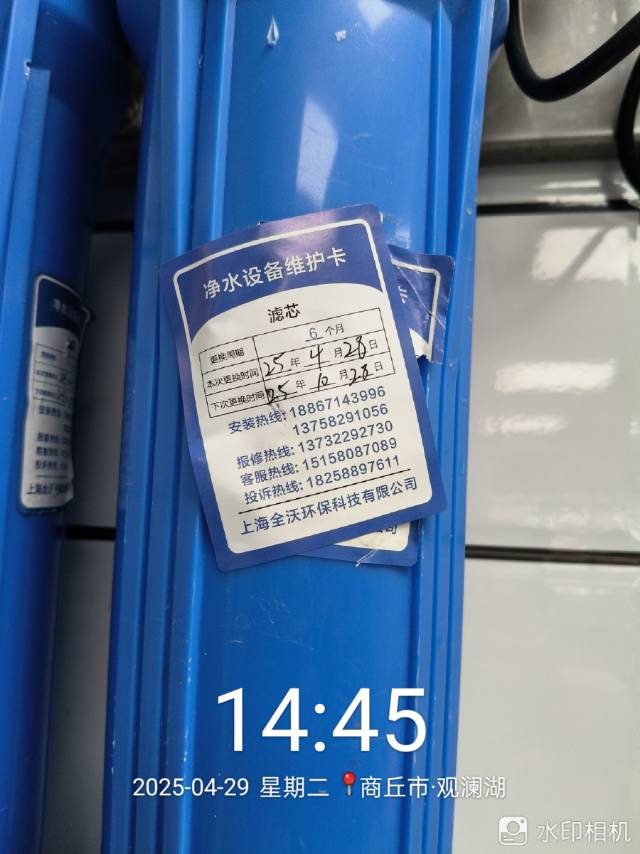 净水设备维护卡
滤芯
更换周期 6 个月
本次更换时间 25 年 4 月 28 日
下次更换时间 25 年 10 月 28 日
安装热线: 18867143996
13758291056
报修热线: 13732292730
客服热线: 15158087089
投诉热线: 18258897611
上海全沃环保科技有限公司
卡
公司
14:45
2025-04-29 星期二 商丘市·观澜湖
水印相机